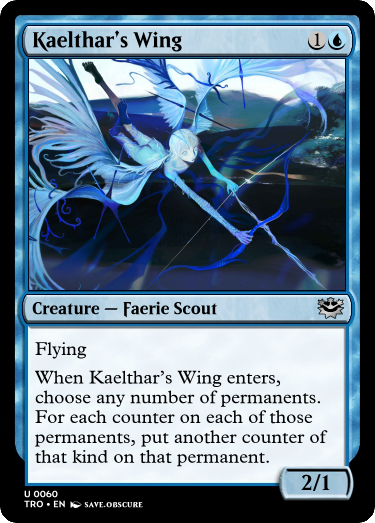 Kaelthar's Wing 1
Creature — Faerie Scout
Flying
When Kaelthar's Wing enters,
choose any number of permanents.
For each counter on each of those
permanents, put another counter of
that kind on that permanent.
2/1
U 0060
TRO • EN SAVE.OBSCURE